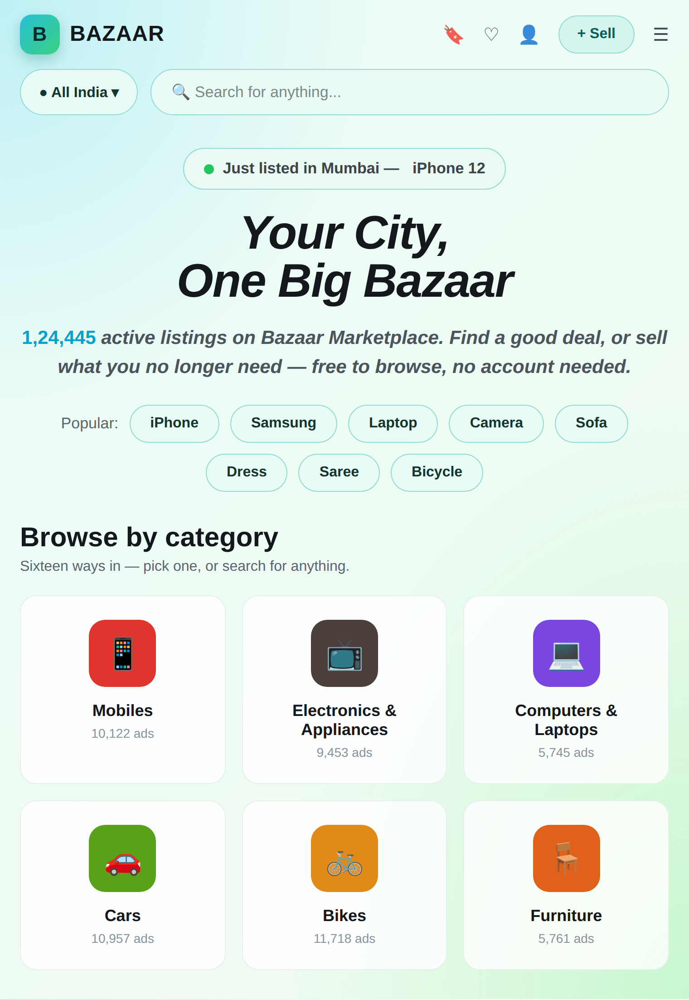 B BAZAAR
+ Sell
All India
Search for anything...
Just listed in Mumbai — iPhone 12
Your City,
One Big Bazaar
1,24,445 active listings on Bazaar Marketplace. Find a good deal, or sell
what you no longer need — free to browse, no account needed.
Popular: iPhone Samsung Laptop Camera Sofa
Dress Saree Bicycle
Browse by category
Sixteen ways in — pick one, or search for anything.
Mobiles
10,122 ads
Electronics &
Appliances
9,453 ads
Computers &
Laptops
5,745 ads
Cars
10,957 ads
Bikes
11,718 ads
Furniture
5,761 ads